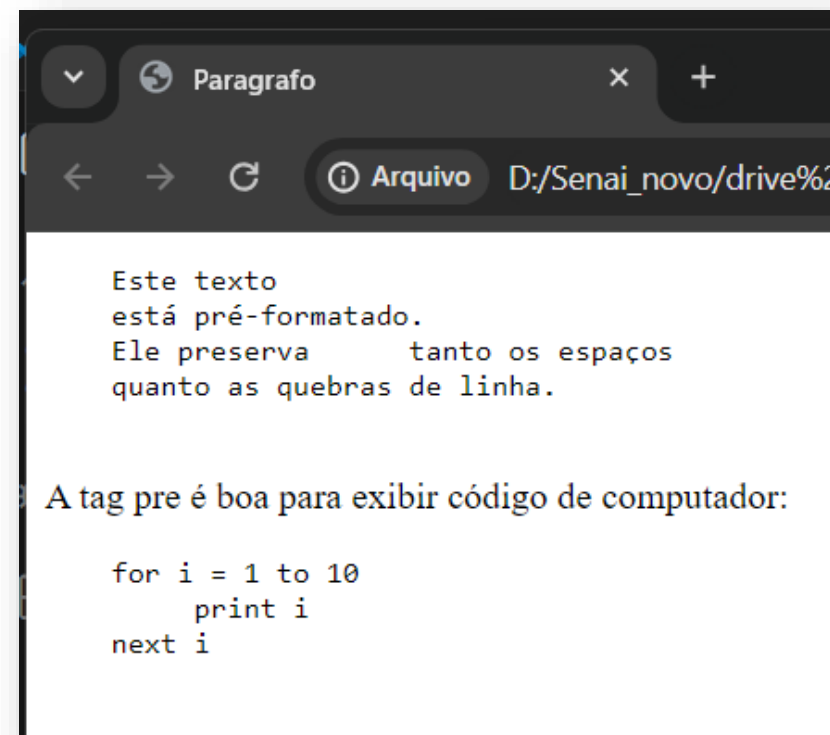 Paragrafo
Arquivo D:/Senai_novo/drive%2
Este texto
está pré-formatado.
Ele preserva      tanto os espaços
quanto as quebras de linha.
A tag pre é boa para exibir código de computador:
for i = 1 to 10
     print i
next i